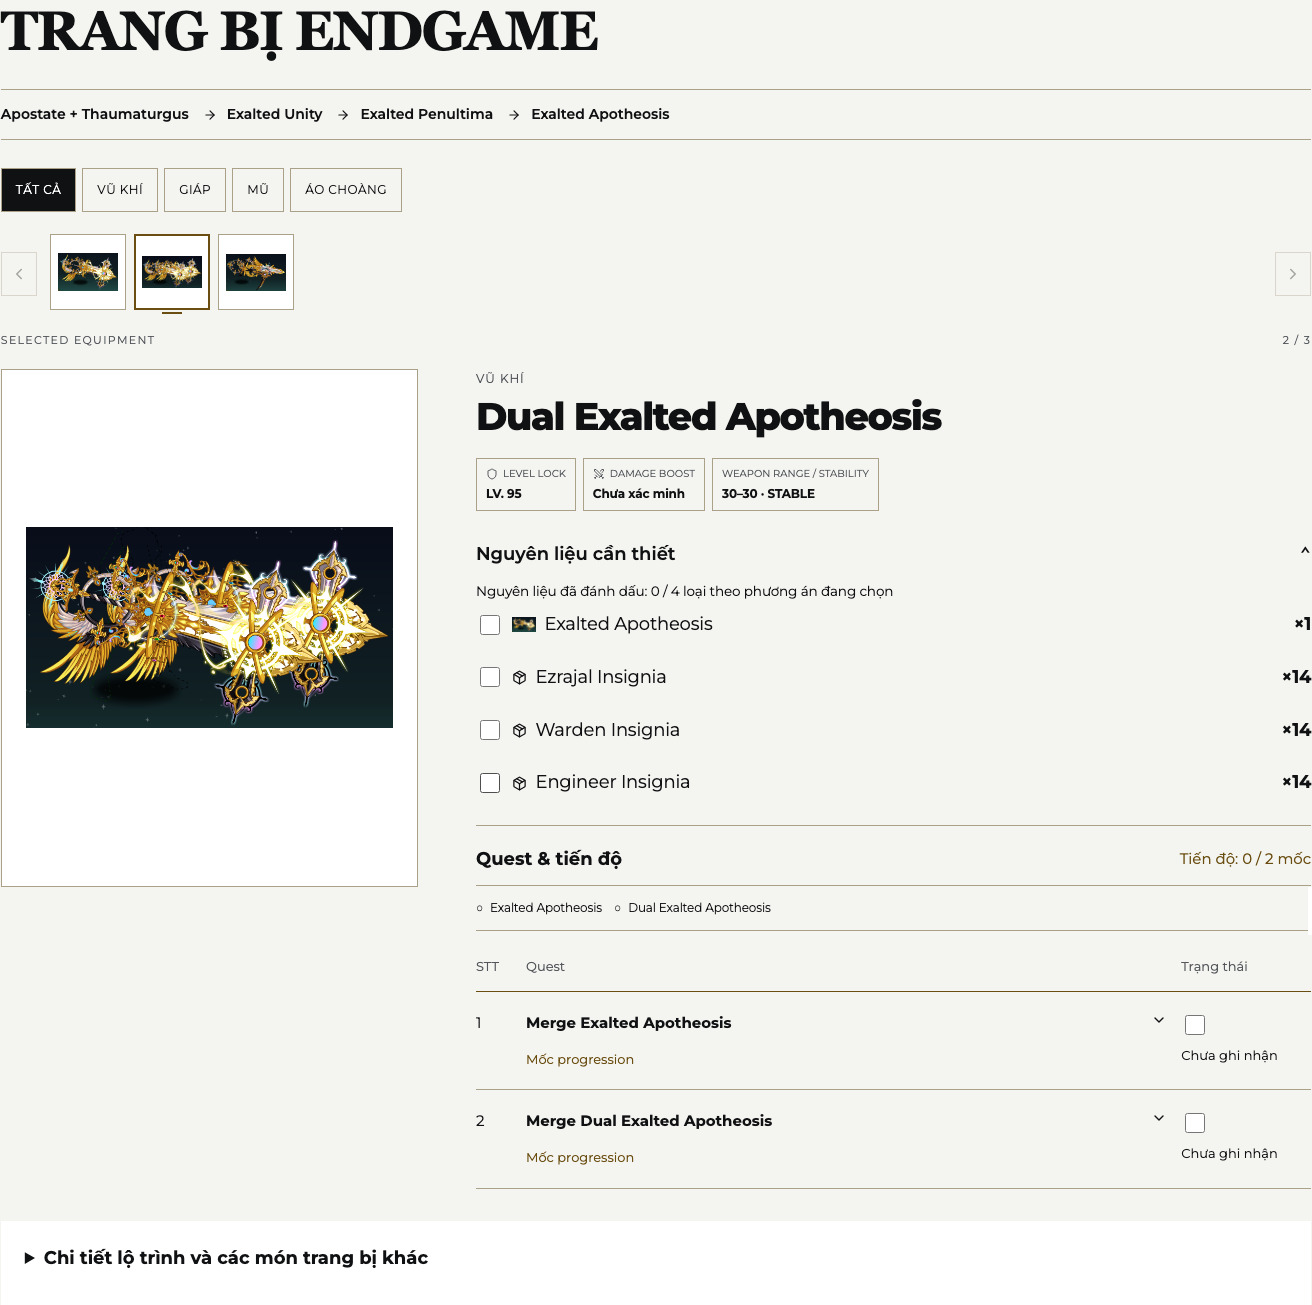 TRANG BỊ ENDGAME
Apostate + Thaumaturgus → Exalted Unity → Exalted Penultima → Exalted Apotheosis
TẤT CẢ VŨ KHÍ GIÁP MŨ ÁO CHOÀNG
SELECTED EQUIPMENT 2 / 3
VŨ KHÍ
Dual Exalted Apotheosis
LEVEL LOCK DAMAGE BOOST WEAPON RANGE / STABILITY
LV. 95 Chưa xác minh 30–30 · STABLE
Nguyên liệu cần thiết
Nguyên liệu đã đánh dấu: 0 / 4 loại theo phương án đang chọn
Exalted Apotheosis ×1
Ezrajal Insignia ×14
Warden Insignia ×14
Engineer Insignia ×14
Quest & tiến độ Tiến độ: 0 / 2 mốc
Exalted Apotheosis Dual Exalted Apotheosis
STT Quest Trạng thái
1 Merge Exalted Apotheosis
Mốc progression Chưa ghi nhận
2 Merge Dual Exalted Apotheosis
Mốc progression Chưa ghi nhận
Chi tiết lộ trình và các món trang bị khác